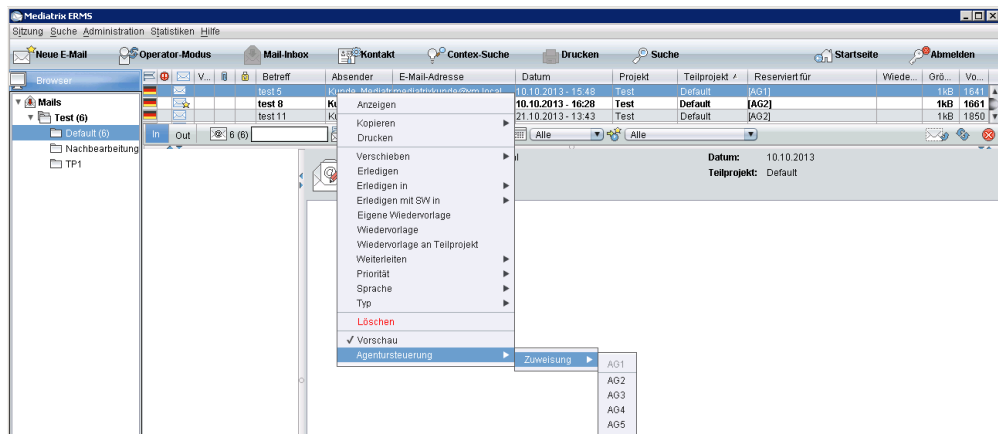 Mediatrix ERMS
Sitzung Suche Administration Statistiken Hilfe
Neue E-Mail Operator-Modus Mail-Inbox Kontakt Contex-Suche Drucken Suche Startseite Abmelden
Browser V... Betreff Absender E-Mail-Adresse Datum Projekt Teilprojekt Reserviert für Wiede... Grö... Vo...
test 5 10.10.2013 - 15:48 Test Default [AG1] 1kB 1641
Mails
test 8 10.10.2013 - 16:28 Test Default [AG2] 1kB 1661
Test (6)
test 11 21.10.2013 - 13:43 Test Default [AG2] 1kB 1850
Default (6)
In Out 6 (6) Alle Alle
Nachbearbeitung
TP1
Datum: 10.10.2013
Teilprojekt: Default
Anzeigen
Kopieren
Drucken
Verschieben
Erledigen
Erledigen in
Erledigen mit SW in
Eigene Wiedervorlage
Wiedervorlage
Wiedervorlage an Teilprojekt
Weiterleiten
Priorität
Sprache
Typ
Löschen
Vorschau
Agentursteuerung
Zuweisung
AG1
AG2
AG3
AG4
AG5